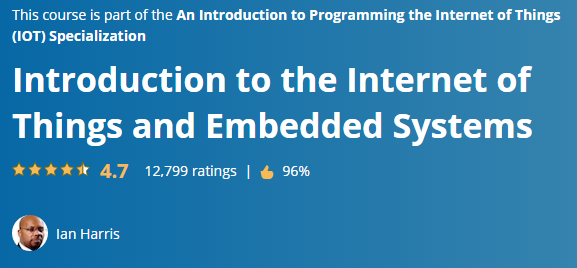 This course is part of the An Introduction to Programming the Internet of Things
(IOT) Specialization
Introduction to the Internet of
Things and Embedded Systems
4.7 12,799 ratings | 96%
Ian Harris